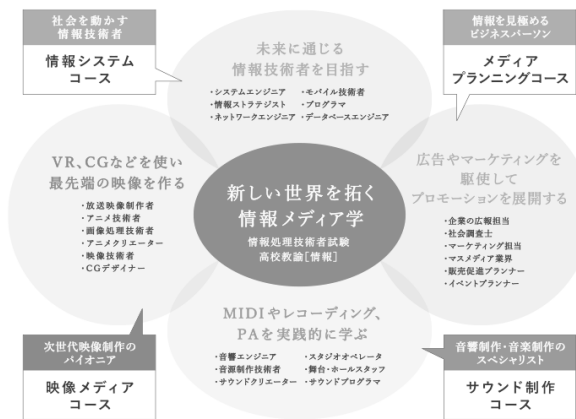 社会を動かす
情報技術者
情報システム
コース
情報を見極める
ビジネスパーソン
メディア
プランニングコース
未来に通じる
情報技術者を目指す
・システムエンジニア ・モバイル技術者
・情報ストラテジスト ・プログラマ
・ネットワークエンジニア ・データベースエンジニア
VR、CGなどを使い
最先端の映像を作る
・放送映像制作者
・アニメ技術者
・画像処理技術者
・アニメクリエーター
・映像技術者
・CGデザイナー
新しい世界を拓く
情報メディア学
情報処理技術者試験
高校教諭[情報]
広告やマーケティングを
駆使して
プロモーションを展開する
・企業の広報担当
・社会調査士
・マーケティング担当
・マスメディア業界
・販売促進プランナー
・イベントプランナー
MIDIやレコーディング、
PAを実践的に学ぶ
・音響エンジニア ・スタジオオペレータ
・音源制作技術者 ・舞台・ホールスタッフ
・サウンドクリエーター ・サウンドプログラマ
次世代映像制作の
パイオニア
映像メディア
コース
音響制作・音楽制作の
スペシャリスト
サウンド制作
コース